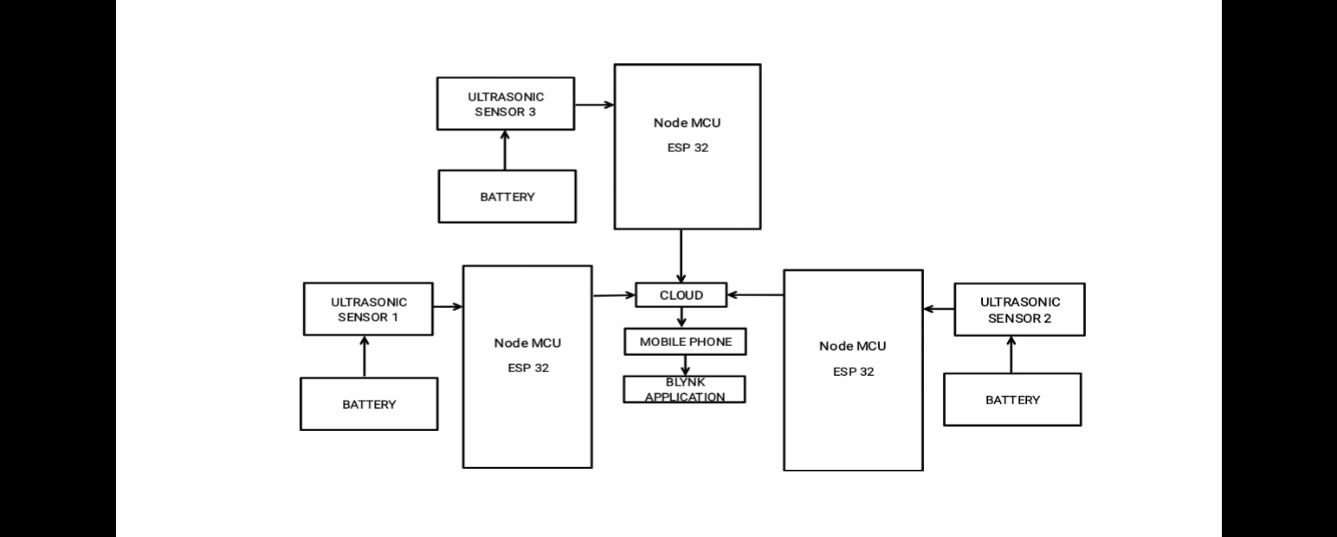 ULTRASONIC
SENSOR 3
Node MCU
ESP 32
BATTERY
ULTRASONIC
SENSOR 1
Node MCU
ESP 32
BATTERY
CLOUD
MOBILE PHONE
BLYNK
APPLICATION
Node MCU
ESP 32
ULTRASONIC
SENSOR 2
BATTERY